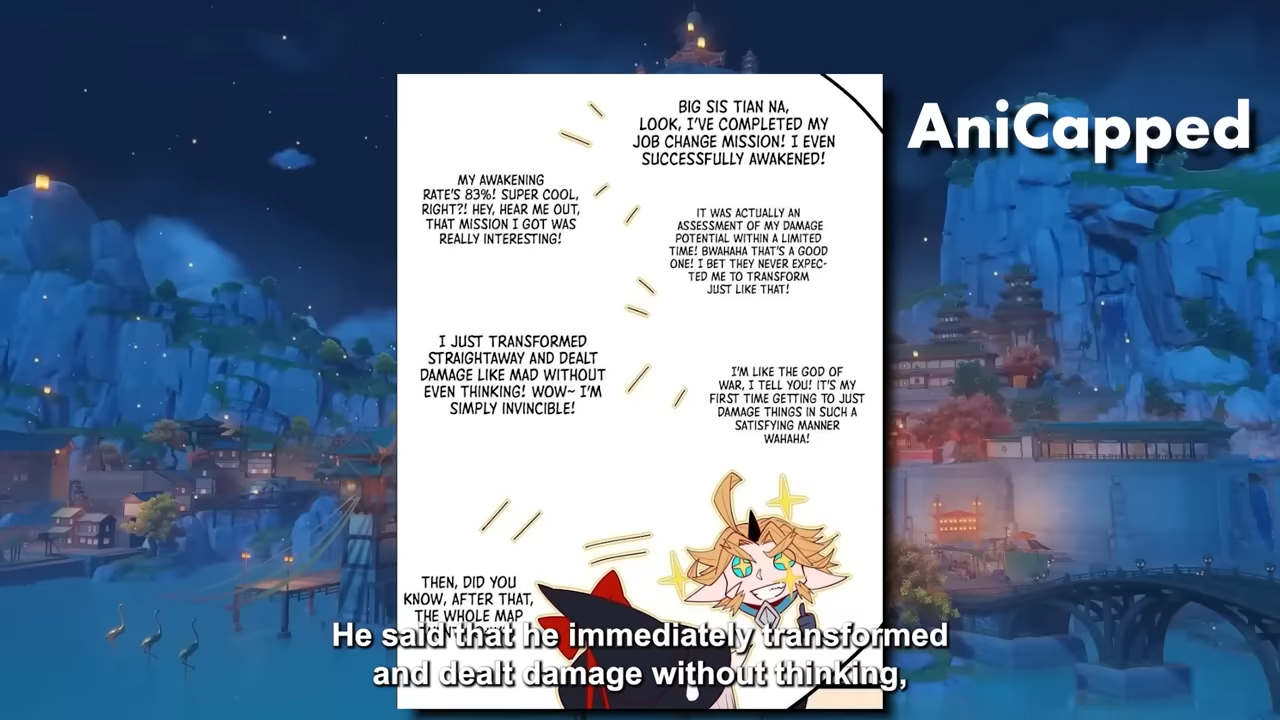 AniCapped
BIG SIS TIAN NA,
LOOK, I'VE COMPLETED MY
JOB CHANGE MISSION! I EVEN
SUCCESSFULLY AWAKENED!
MY AWAKENING
RATE'S 83%! SUPER COOL,
RIGHT?! HEY, HEAR ME OUT,
THAT MISSION I GOT WAS
REALLY INTERESTING!
IT WAS ACTUALLY AN
ASSESSMENT OF MY DAMAGE
POTENTIAL WITHIN A LIMITED
TIME! BWAHAHA THAT'S A GOOD
ONE! I BET THEY NEVER EXPEC-
TED ME TO TRANSFORM
JUST LIKE THAT!
I JUST TRANSFORMED
STRAIGHTAWAY AND DEALT
DAMAGE LIKE MAD WITHOUT
EVEN THINKING! WOW~ I'M
SIMPLY INVINCIBLE!
I'M LIKE THE GOD OF
WAR, I TELL YOU! IT'S MY
FIRST TIME GETTING TO JUST
DAMAGE THINGS IN SUCH A
SATISFYING MANNER
WAHAHA!
THEN, DID YOU
KNOW, AFTER THAT,
THE WHOLE MAP
He said that he immediately transformed
and dealt damage without thinking,